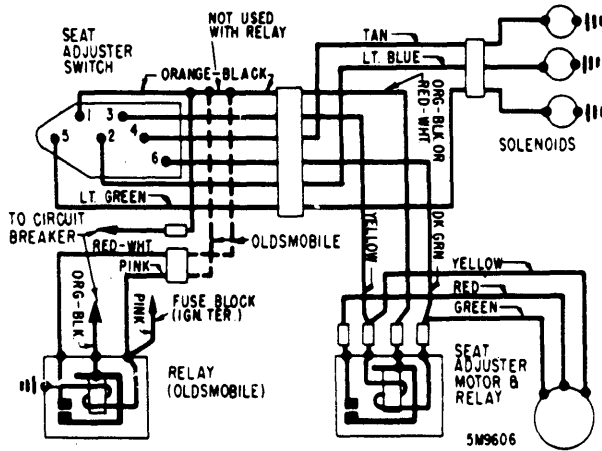 NOT USED
WITH RELAY
SEAT
ADJUSTER
SWITCH
ORANGE-BLACK
TAN
LT. BLUE
ORG-BLK OR
RED-WHT
SOLENOIDS
1
3
5
2
4
6
LT. GREEN
TO CIRCUIT
BREAKER
RED-WHT
OLDSMOBILE
PINK
YELLOW
DK GRN
YELLOW
RED
GREEN
ORG-BLK
PINK
FUSE BLOCK
(IGN. TER.)
RELAY
(OLDSMOBILE)
SEAT
ADJUSTER
MOTOR &
RELAY
5M9606